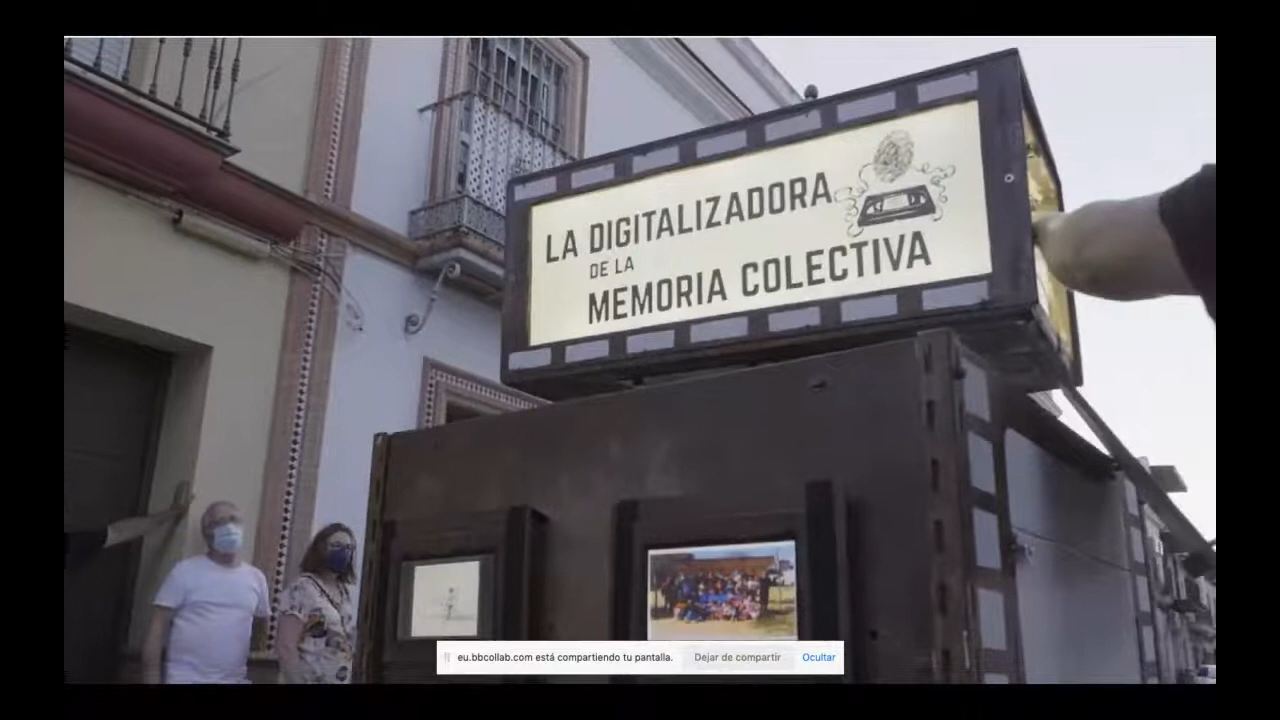 LA DIGITALIZADORA
DE LA
MEMORIA COLECTIVA
eu.bbcollab.com está compartiendo tu pantalla. Dejar de compartir Ocultar